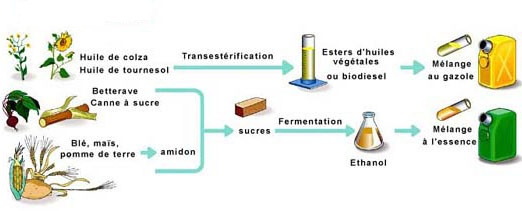 Huile de colza
Huile de tournesol
Transestérification
Esters d'huiles
végétales
ou biodiesel
Mélange
au gazole
Betterave
Canne à sucre
sucres
Fermentation
Ethanol
Mélange
à l'essence
Blé, maïs,
pomme de terre
amidon